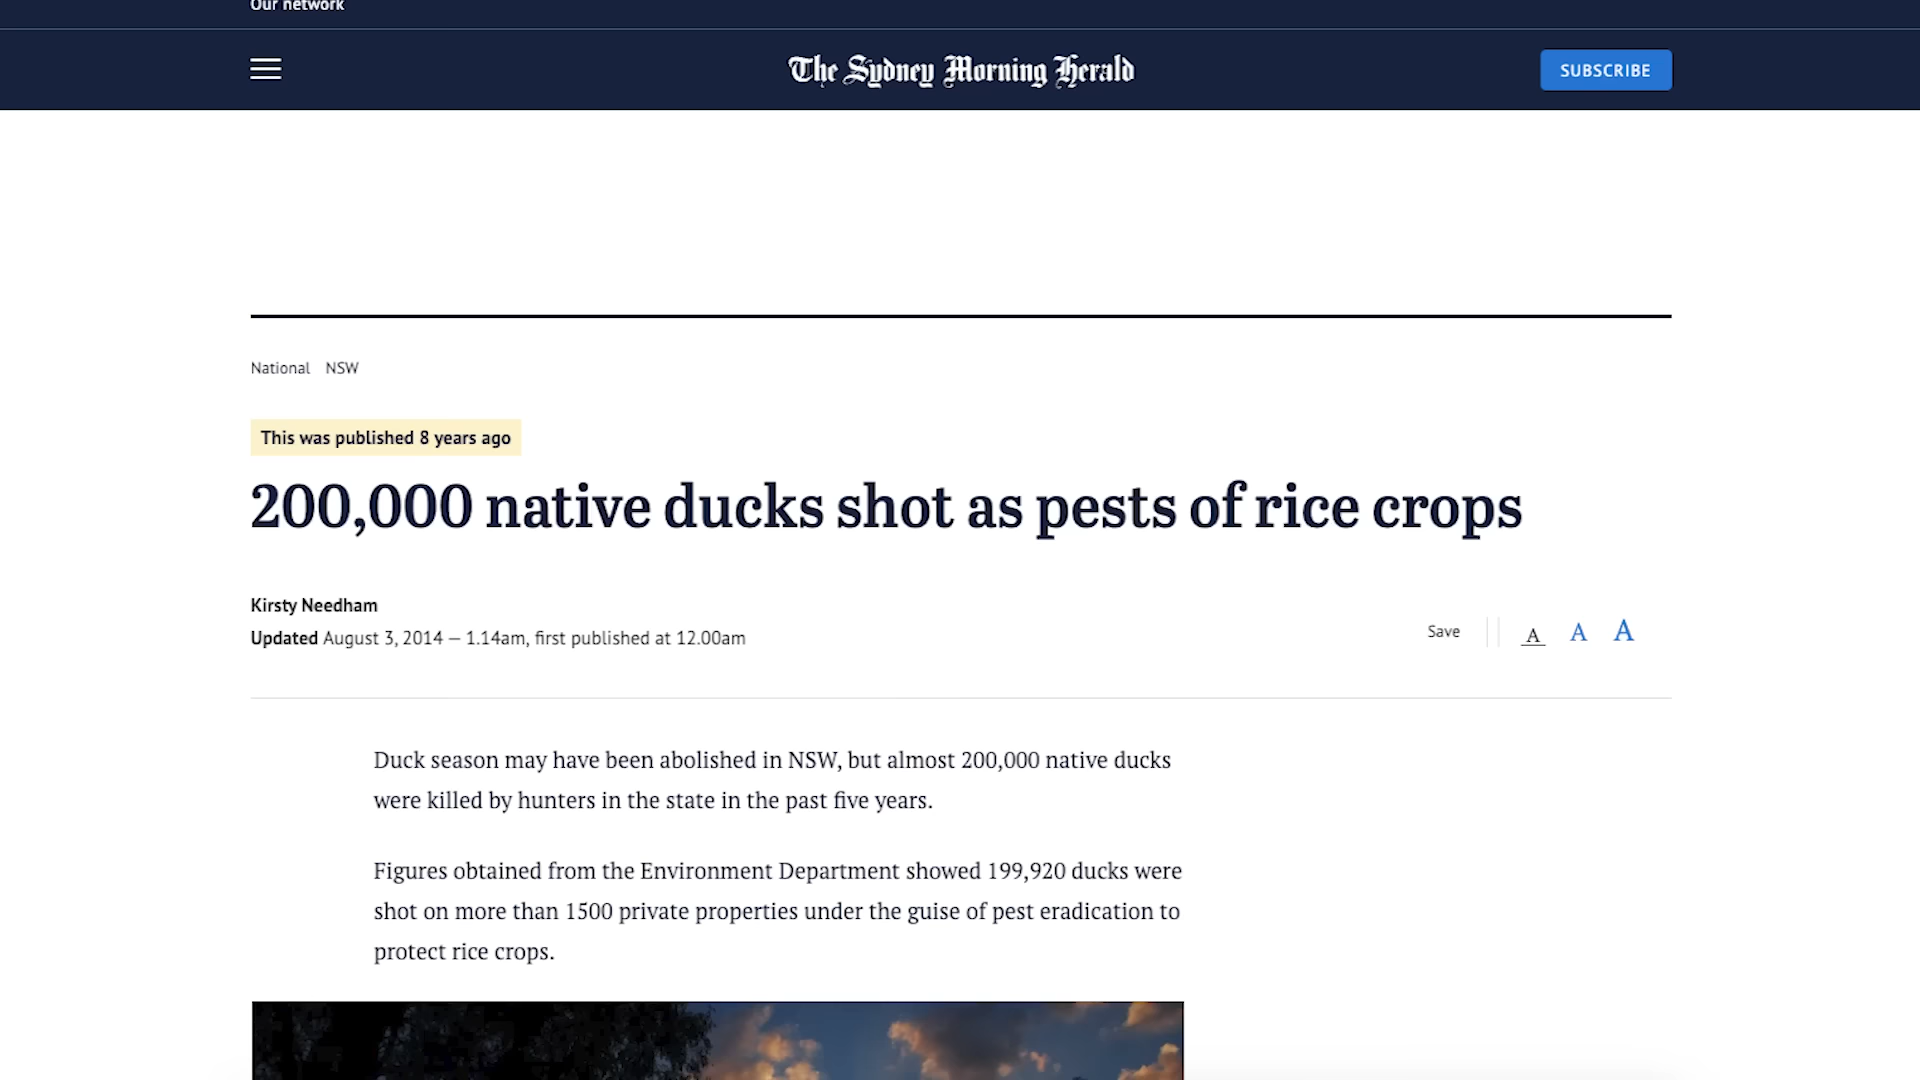 Our network
The Sydney Morning Herald
SUBSCRIBE
National NSW
This was published 8 years ago
200,000 native ducks shot as pests of rice crops
Kirsty Needham
Updated August 3, 2014 — 1.14am, first published at 12.00am
Save A A A
Duck season may have been abolished in NSW, but almost 200,000 native ducks
were killed by hunters in the state in the past five years.
Figures obtained from the Environment Department showed 199,920 ducks were
shot on more than 1500 private properties under the guise of pest eradication to
protect rice crops.